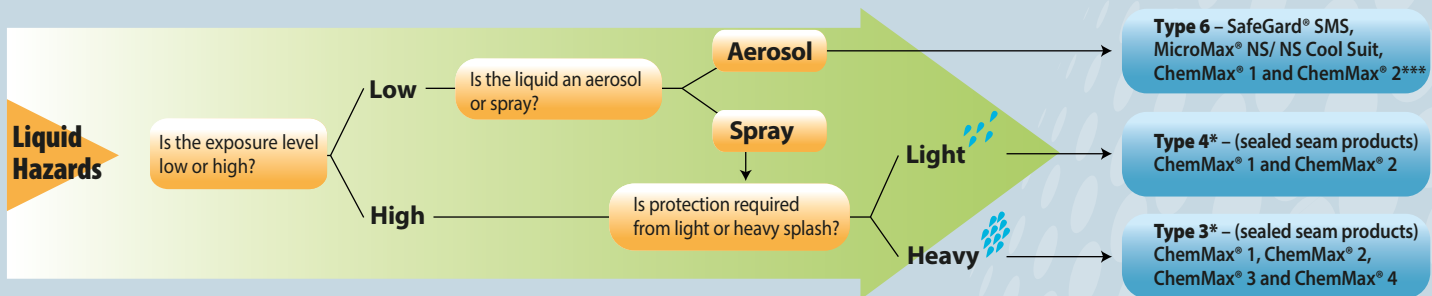 Liquid
Hazards
Is the exposure level
low or high?
Low
High
Is the liquid an aerosol
or spray?
Aerosol
Spray
Is protection required
from light or heavy splash?
Light
Heavy
Type 6 – SafeGard® SMS,
MicroMax® NS/ NS Cool Suit,
ChemMax® 1 and ChemMax® 2***
Type 4* – (sealed seam products)
ChemMax® 1 and ChemMax® 2
Type 3* – (sealed seam products)
ChemMax® 1, ChemMax® 2,
ChemMax® 3 and ChemMax® 4